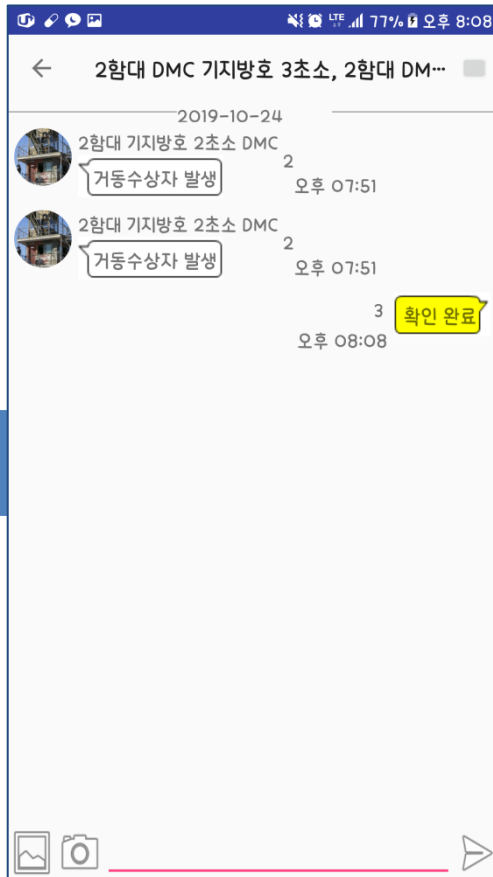 LTE 77% 오후 8:08
2함대 DMC 기지방호 3초소, 2함대 DM···
2019-10-24
2함대 기지방호 2초소 DMC
거동수상자 발생
2
오후 07:51
2함대 기지방호 2초소 DMC
거동수상자 발생
2
오후 07:51
3
확인 완료
오후 08:08